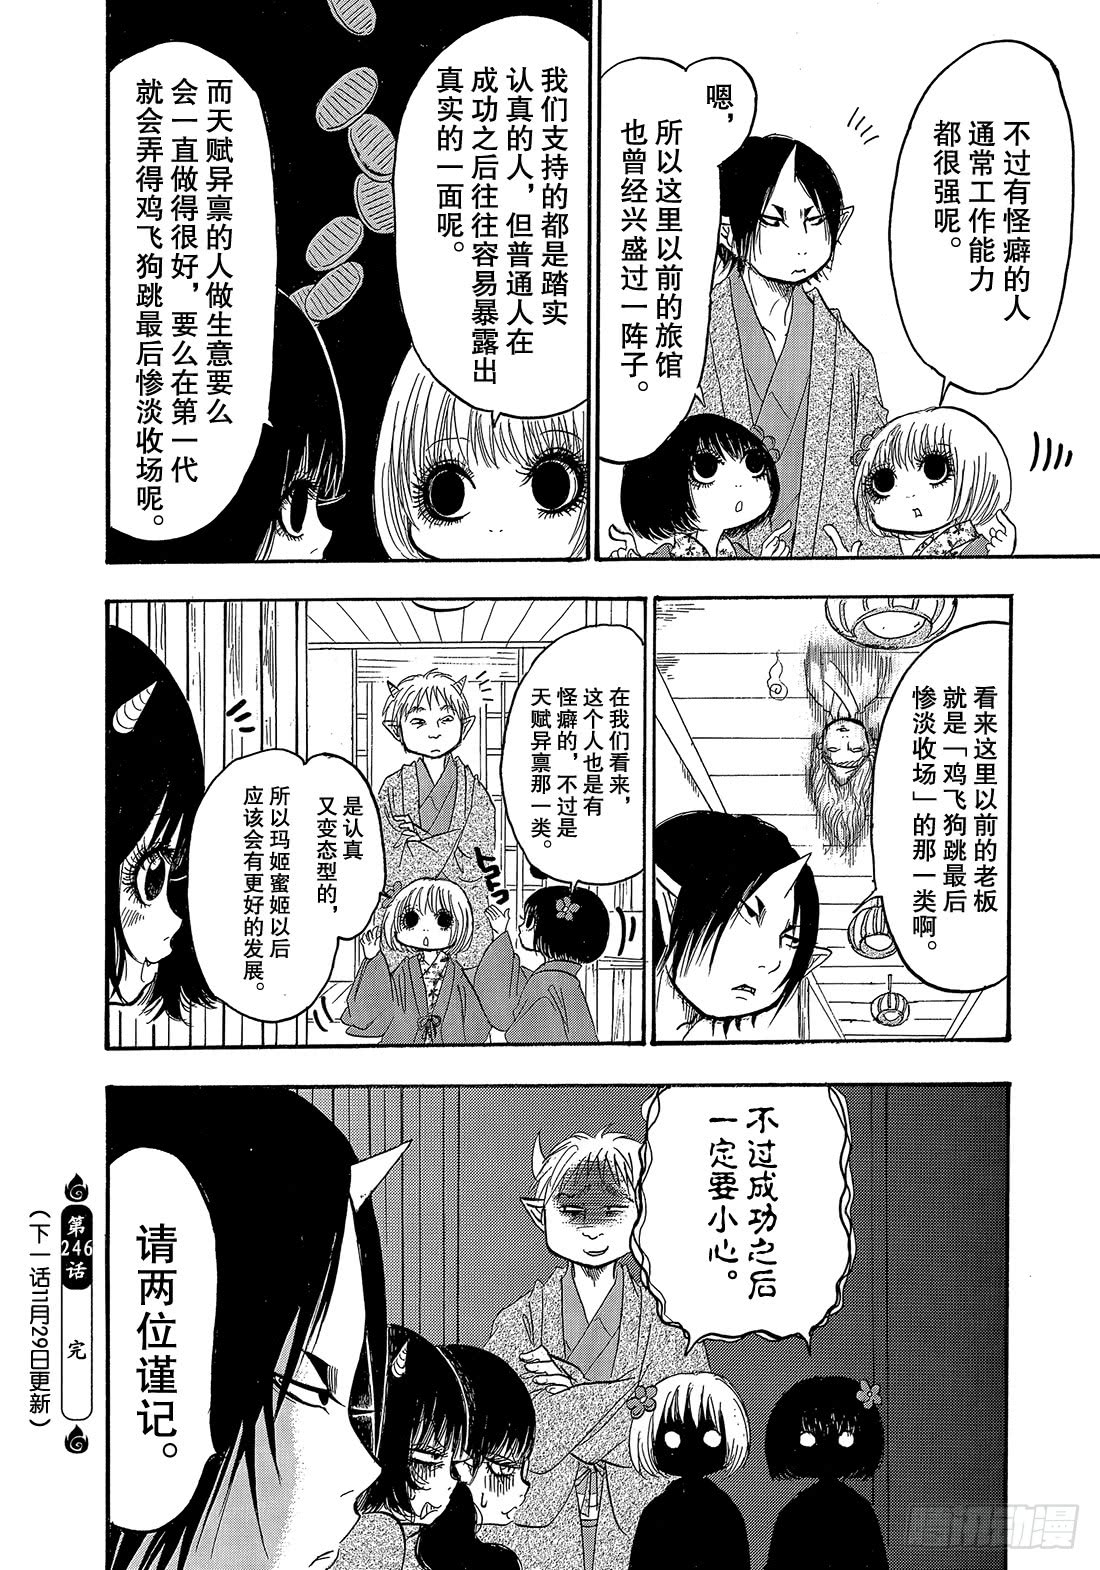 不过有怪癖的人
通常工作能力
都很强呢。
嗯，
所以这里以前的旅馆
也曾经兴盛过一阵子。
我们支持的都是踏实
认真的人，但普通人在
成功之后往往容易暴露出
真实的一面呢。
而天赋异禀的人做生意要么
会一直做得很好，要么在第一代
就会弄得鸡飞狗跳最后惨淡收场呢。
看来这里以前的老板
就是「鸡飞狗跳最后
惨淡收场」的那一类啊。
在我们看来，
这个人也是有
怪癖的，不过是
天赋异禀那一类。
とことこっ
是认真
又变态型的，
所以玛姬蜜姬以后
应该会有更好的发展。
不过成功之后
一定要小心。
请两位谨记。
第246话
完
（下一话11月29日更新）
腾讯动漫